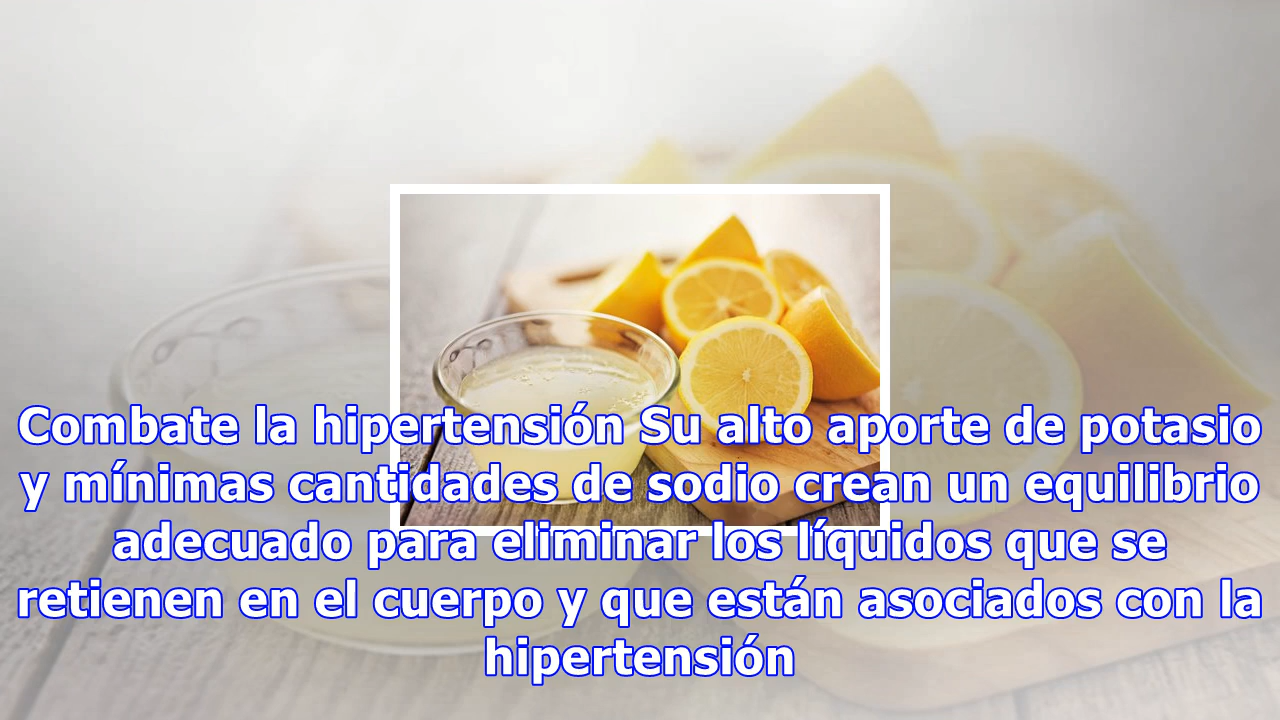 Combate la hipertensión Su alto aporte de potasio
y mínimas cantidades de sodio crean un equilibrio
adecuado para eliminar los líquidos que se
retienen en el cuerpo y que están asociados con la
hipertensión